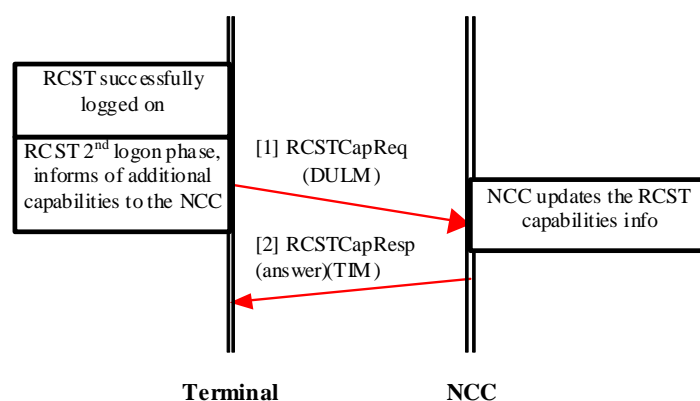 RCST successfully
logged on
RCST 2nd logon phase,
informs of additional
capabilities to the NCC
[1] RCSTCapReq
(DULM)
NCC updates the RCST
capabilities info
[2] RCSTCapResp
(answer)(TIM)
Terminal
NCC